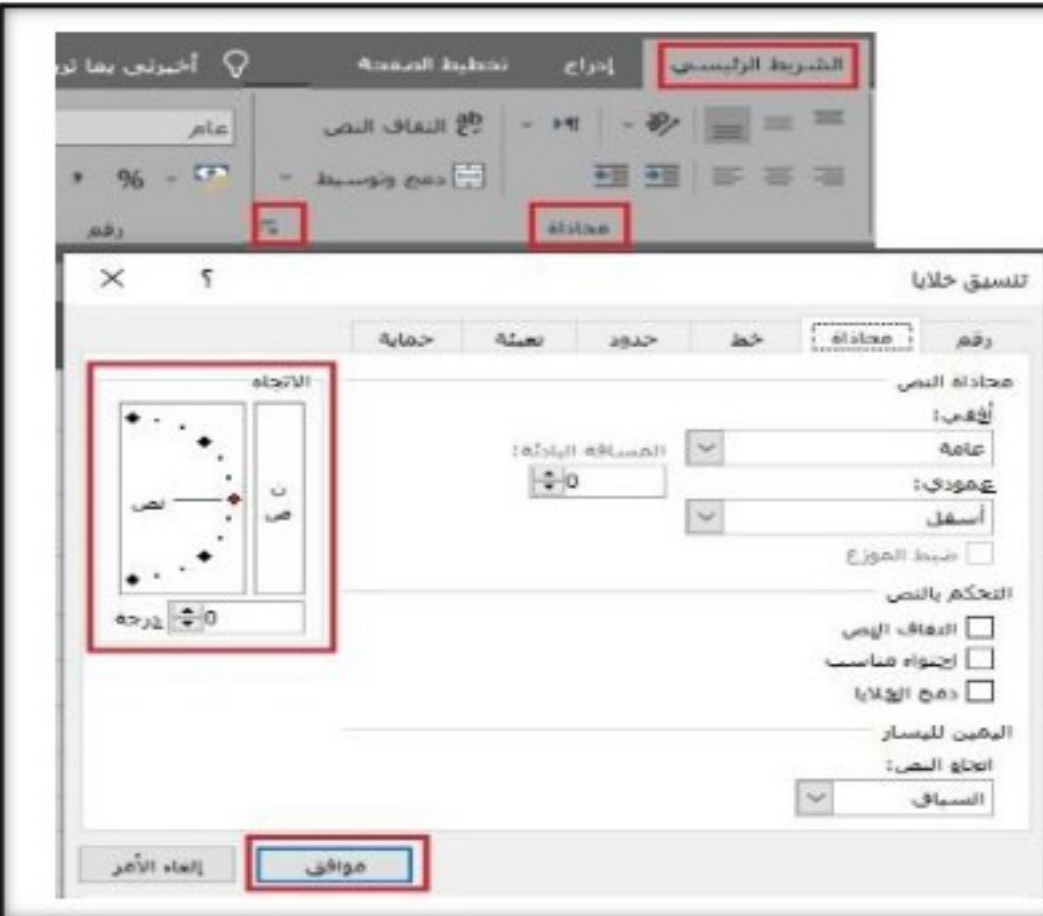 الشريط الرئيسي إدراج تخطيط الصفحة أخبرني بما
التفاف النص عام
دمج وتوسيط %
محاذاة رقم
تنسيق خلايا ؟
رقم محاذاة خط حدود تعبئة حماية
محاذاة النص
أفقي:
عامة
المسافة البادئة:
0
عمودي:
أسفل
ضبط الموزع
الاتجاه
ن
ص
نص
0 درجة
التحكم بالنص
التفاف النص
احتواء مناسب
دمج الخلايا
اليمين لليسار
اتجاه النص:
السياق
موافق إلغاء الأمر